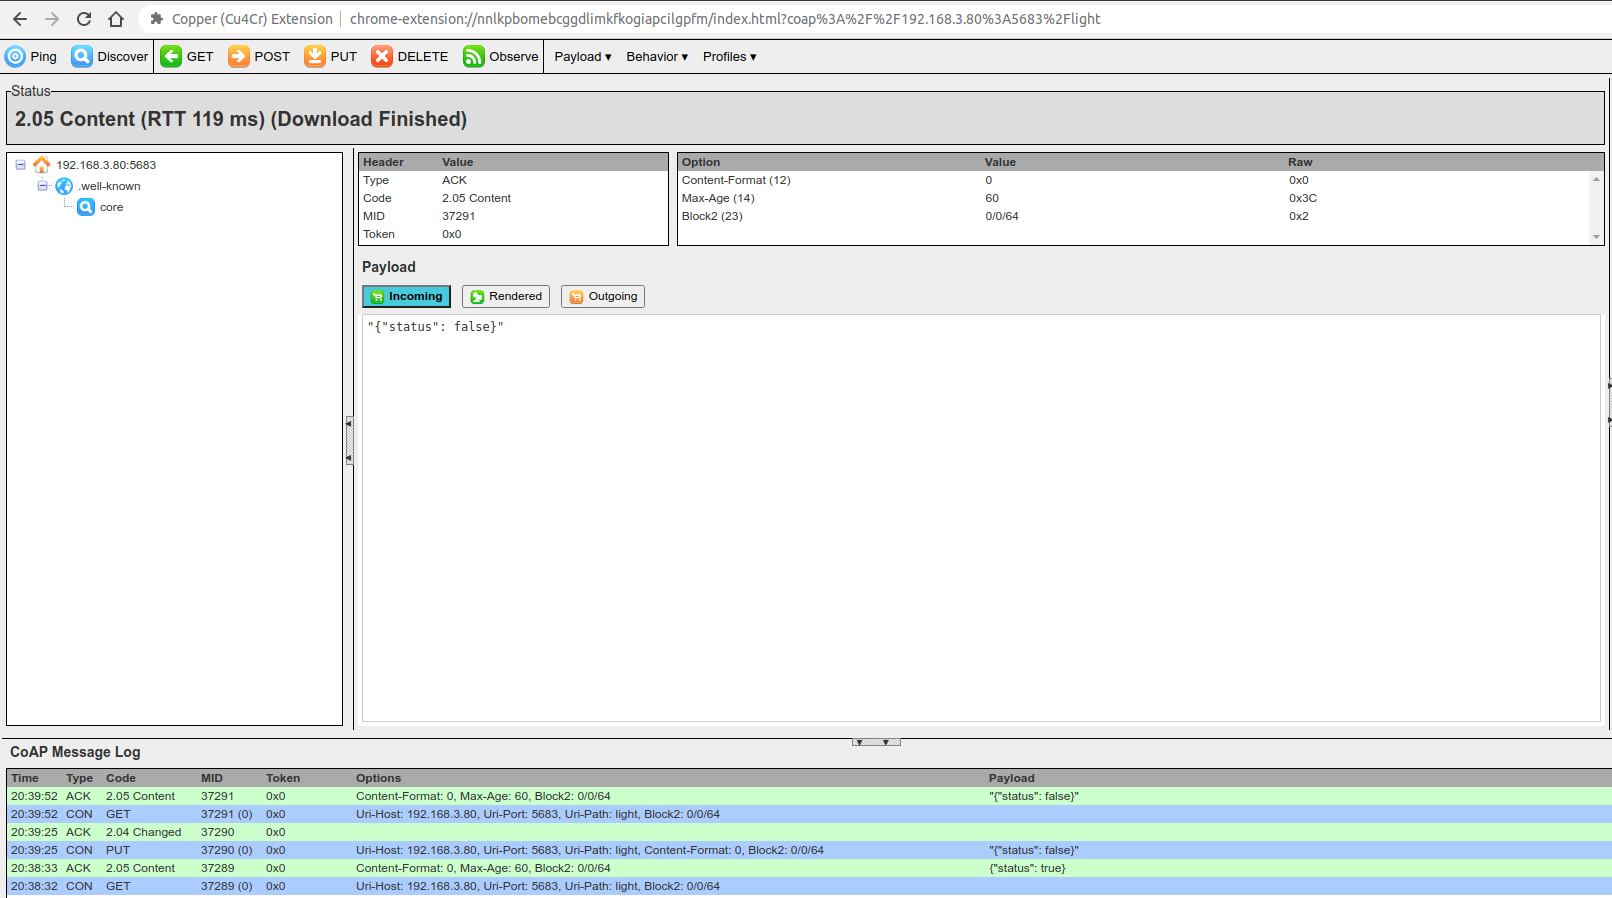 Copper (Cu4Cr) Extension | chrome-extension://nnlkpbomebcggdlimkfkogiapcilgpfm/index.html?coap%3A%2F%2F192.168.3.80%3A5683%2Flight
Ping Discover GET POST PUT DELETE Observe Payload ▾ Behavior ▾ Profiles ▾
Status
2.05 Content (RTT 119 ms) (Download Finished)
192.168.3.80:5683
.well-known
core
Header Value
Type ACK
Code 2.05 Content
MID 37291
Token 0x0
Option Value Raw
Content-Format (12) 0 0x0
Max-Age (14) 60 0x3C
Block2 (23) 0/0/64 0x2
Payload
Incoming Rendered Outgoing
"{"status": false}"
CoAP Message Log
Time Type Code MID Token Options Payload
20:39:52 ACK 2.05 Content 37291 0x0 Content-Format: 0, Max-Age: 60, Block2: 0/0/64 "{"status": false}"
20:39:52 CON GET 37291 (0) 0x0 Uri-Host: 192.168.3.80, Uri-Port: 5683, Uri-Path: light, Block2: 0/0/64
20:39:25 ACK 2.04 Changed 37290 0x0
20:39:25 CON PUT 37290 (0) 0x0 Uri-Host: 192.168.3.80, Uri-Port: 5683, Uri-Path: light, Content-Format: 0, Block2: 0/0/64 "{"status": false}"
20:38:33 ACK 2.05 Content 37289 0x0 Content-Format: 0, Max-Age: 60, Block2: 0/0/64 {"status": true}
20:38:32 CON GET 37289 (0) 0x0 Uri-Host: 192.168.3.80, Uri-Port: 5683, Uri-Path: light, Block2: 0/0/64